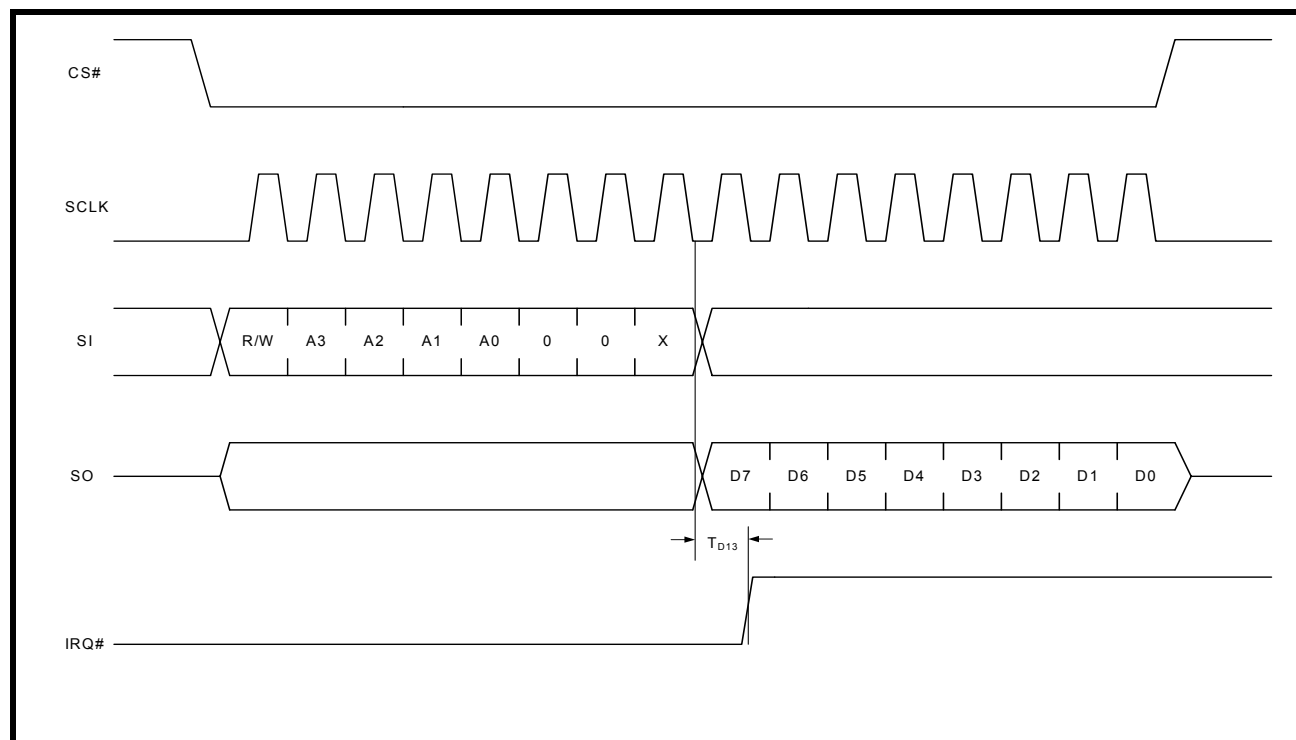 CS#
SCLK
SI
R/W A3 A2 A1 A0 0 0 X
SO
D7 D6 D5 D4 D3 D2 D1 D0
TD13
IRQ#